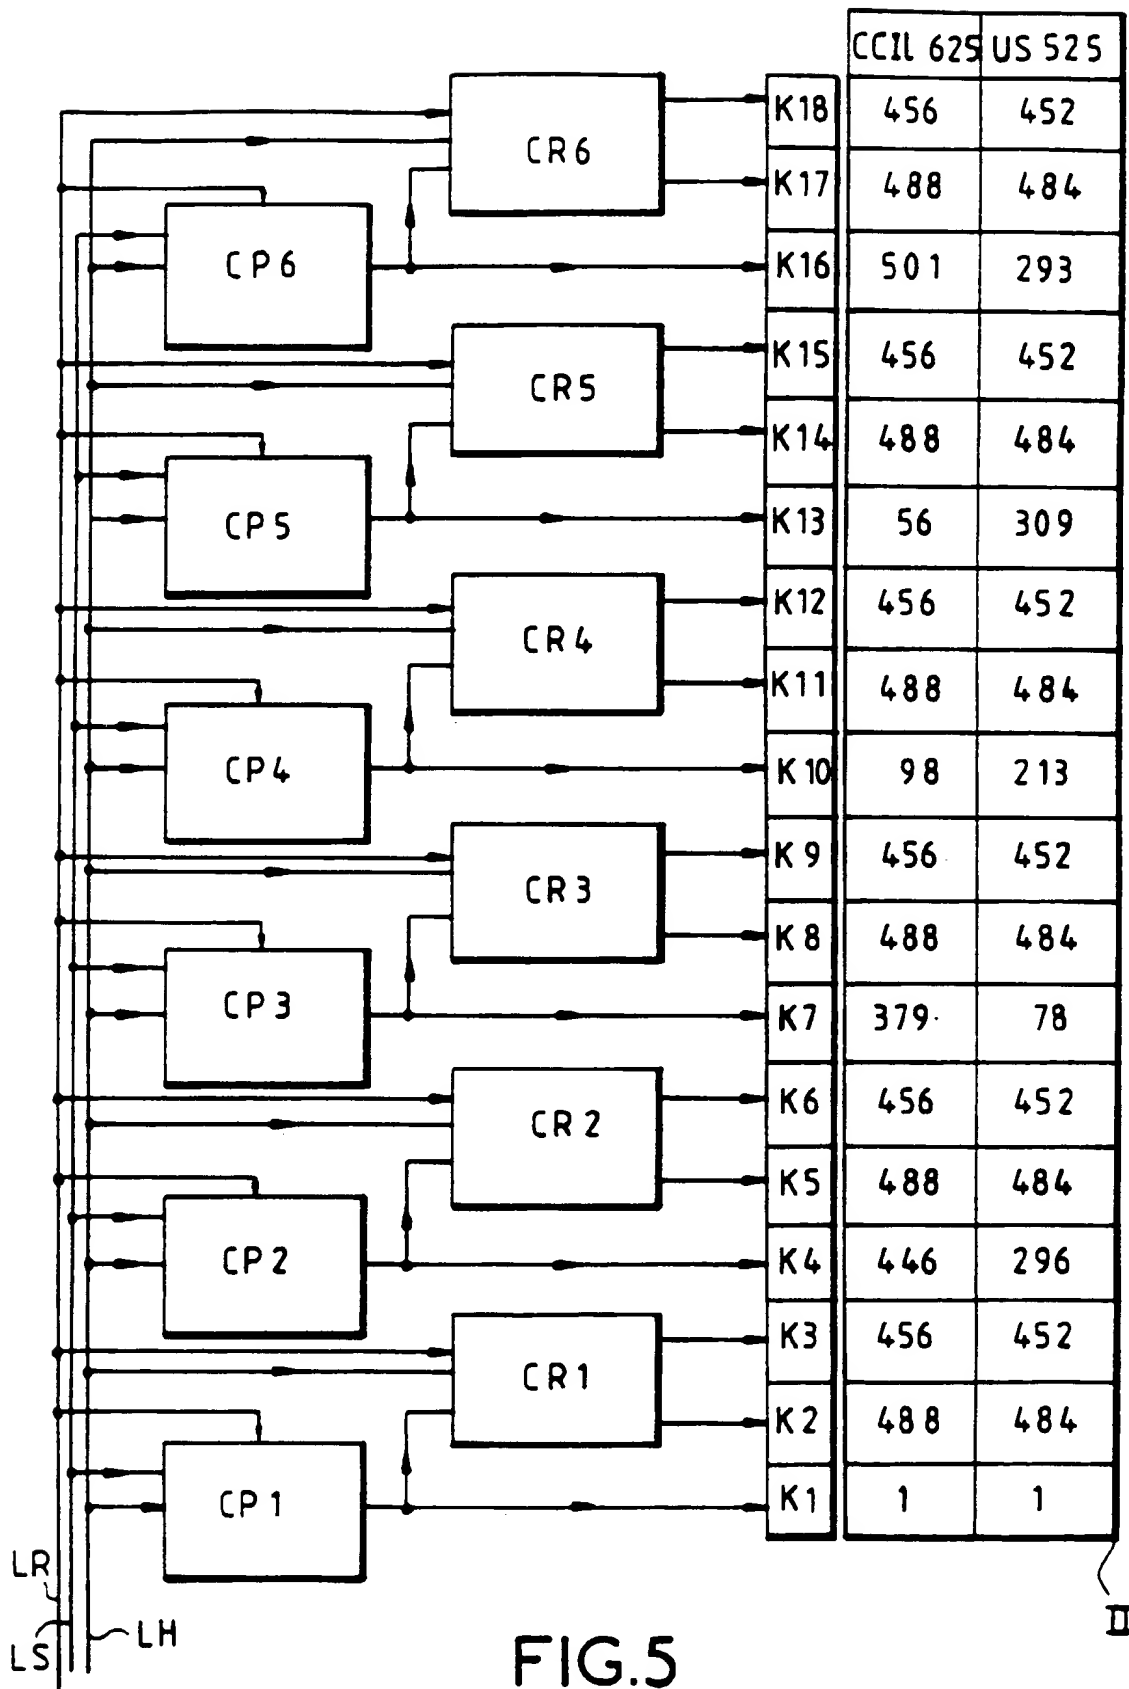 CCIl 625 US 525
K18 456 452
CR6
K17 488 484
CP6 K16 501 293
K15 456 452
CR5
K14 488 484
CP5 K13 56 309
K12 456 452
CR4
K11 488 484
CP4 K10 98 213
K9 456 452
CR3
K8 488 484
CP3 K7 379 78
K6 456 452
CR2
K5 488 484
CP2 K4 446 296
K3 456 452
CR1
K2 488 484
CP1 K1 1 1
LR
II
LH
LS
FIG.5